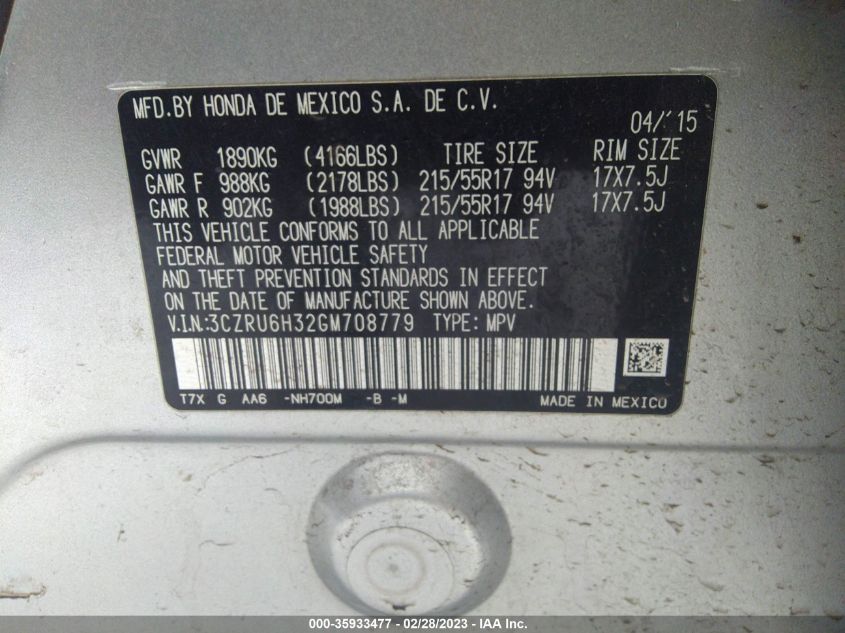 MFD.BY HONDA DE MEXICO S.A. DE C.V.
04/'15
GVWR 1890KG (4166LBS) TIRE SIZE RIM SIZE
GAWR F 988KG (2178LBS) 215/55R17 94V 17X7.5J
GAWR R 902KG (1988LBS) 215/55R17 94V 17X7.5J
THIS VEHICLE CONFORMS TO ALL APPLICABLE
FEDERAL MOTOR VEHICLE SAFETY
AND THEFT PREVENTION STANDARDS IN EFFECT
ON THE DATE OF MANUFACTURE SHOWN ABOVE.
V.I.N.:3CZRU6H32GM708779 TYPE: MPV
T7X G AA6 -NH700M -B -M MADE IN MEXICO
000-35933477 - 02/28/2023 - IAA Inc.